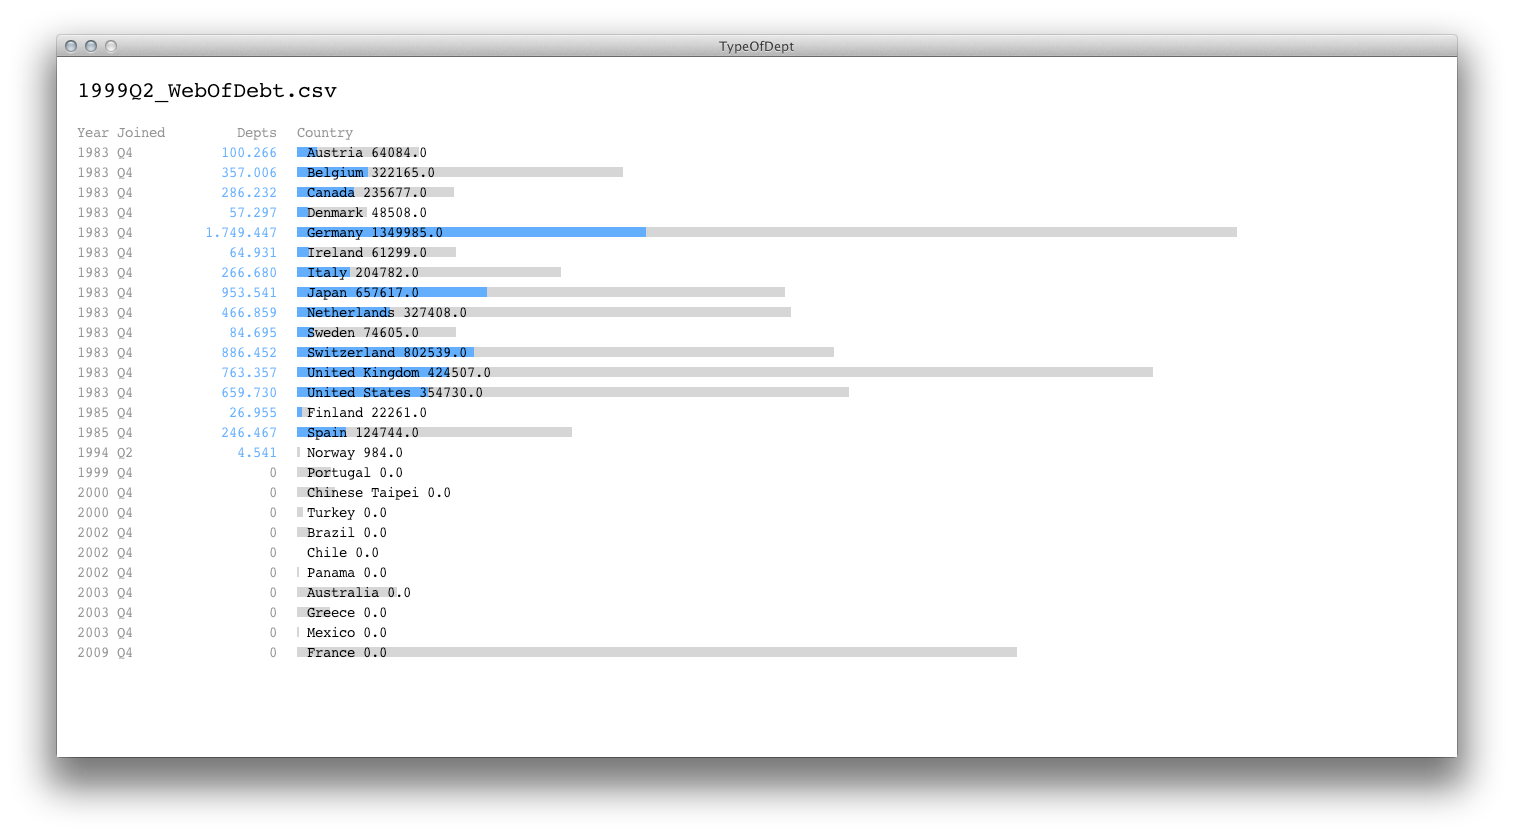 TypeOfDept
1999Q2_WebOfDebt.csv
Year Joined Depts Country
1983 Q4 100.266 Austria 64084.0
1983 Q4 357.006 Belgium 322165.0
1983 Q4 286.232 Canada 235677.0
1983 Q4 57.297 Denmark 48508.0
1983 Q4 1.749.447 Germany 1349985.0
1983 Q4 64.931 Ireland 61299.0
1983 Q4 266.680 Italy 204782.0
1983 Q4 953.541 Japan 657617.0
1983 Q4 466.859 Netherlands 327408.0
1983 Q4 84.695 Sweden 74605.0
1983 Q4 886.452 Switzerland 802539.0
1983 Q4 763.357 United Kingdom 424507.0
1983 Q4 659.730 United States 354730.0
1985 Q4 26.955 Finland 22261.0
1985 Q4 246.467 Spain 124744.0
1994 Q2 4.541 Norway 984.0
1999 Q4 0 Portugal 0.0
2000 Q4 0 Chinese Taipei 0.0
2000 Q4 0 Turkey 0.0
2002 Q4 0 Brazil 0.0
2002 Q4 0 Chile 0.0
2002 Q4 0 Panama 0.0
2003 Q4 0 Australia 0.0
2003 Q4 0 Greece 0.0
2003 Q4 0 Mexico 0.0
2009 Q4 0 France 0.0